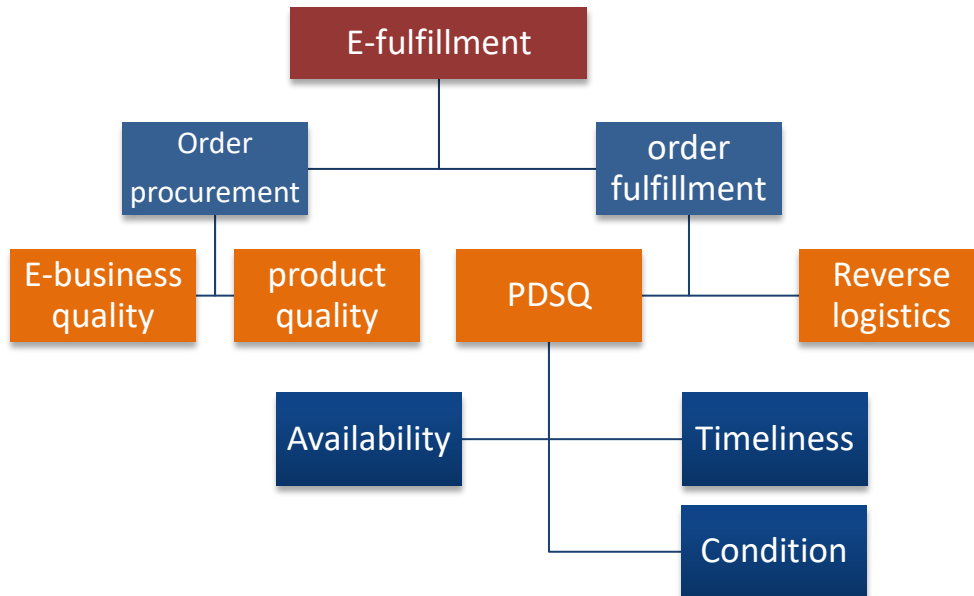 E-fulfillment
Order
procurement
order
fulfillment
E-business
quality
product
quality
PDSQ
Reverse
logistics
Availability
Timeliness
Condition